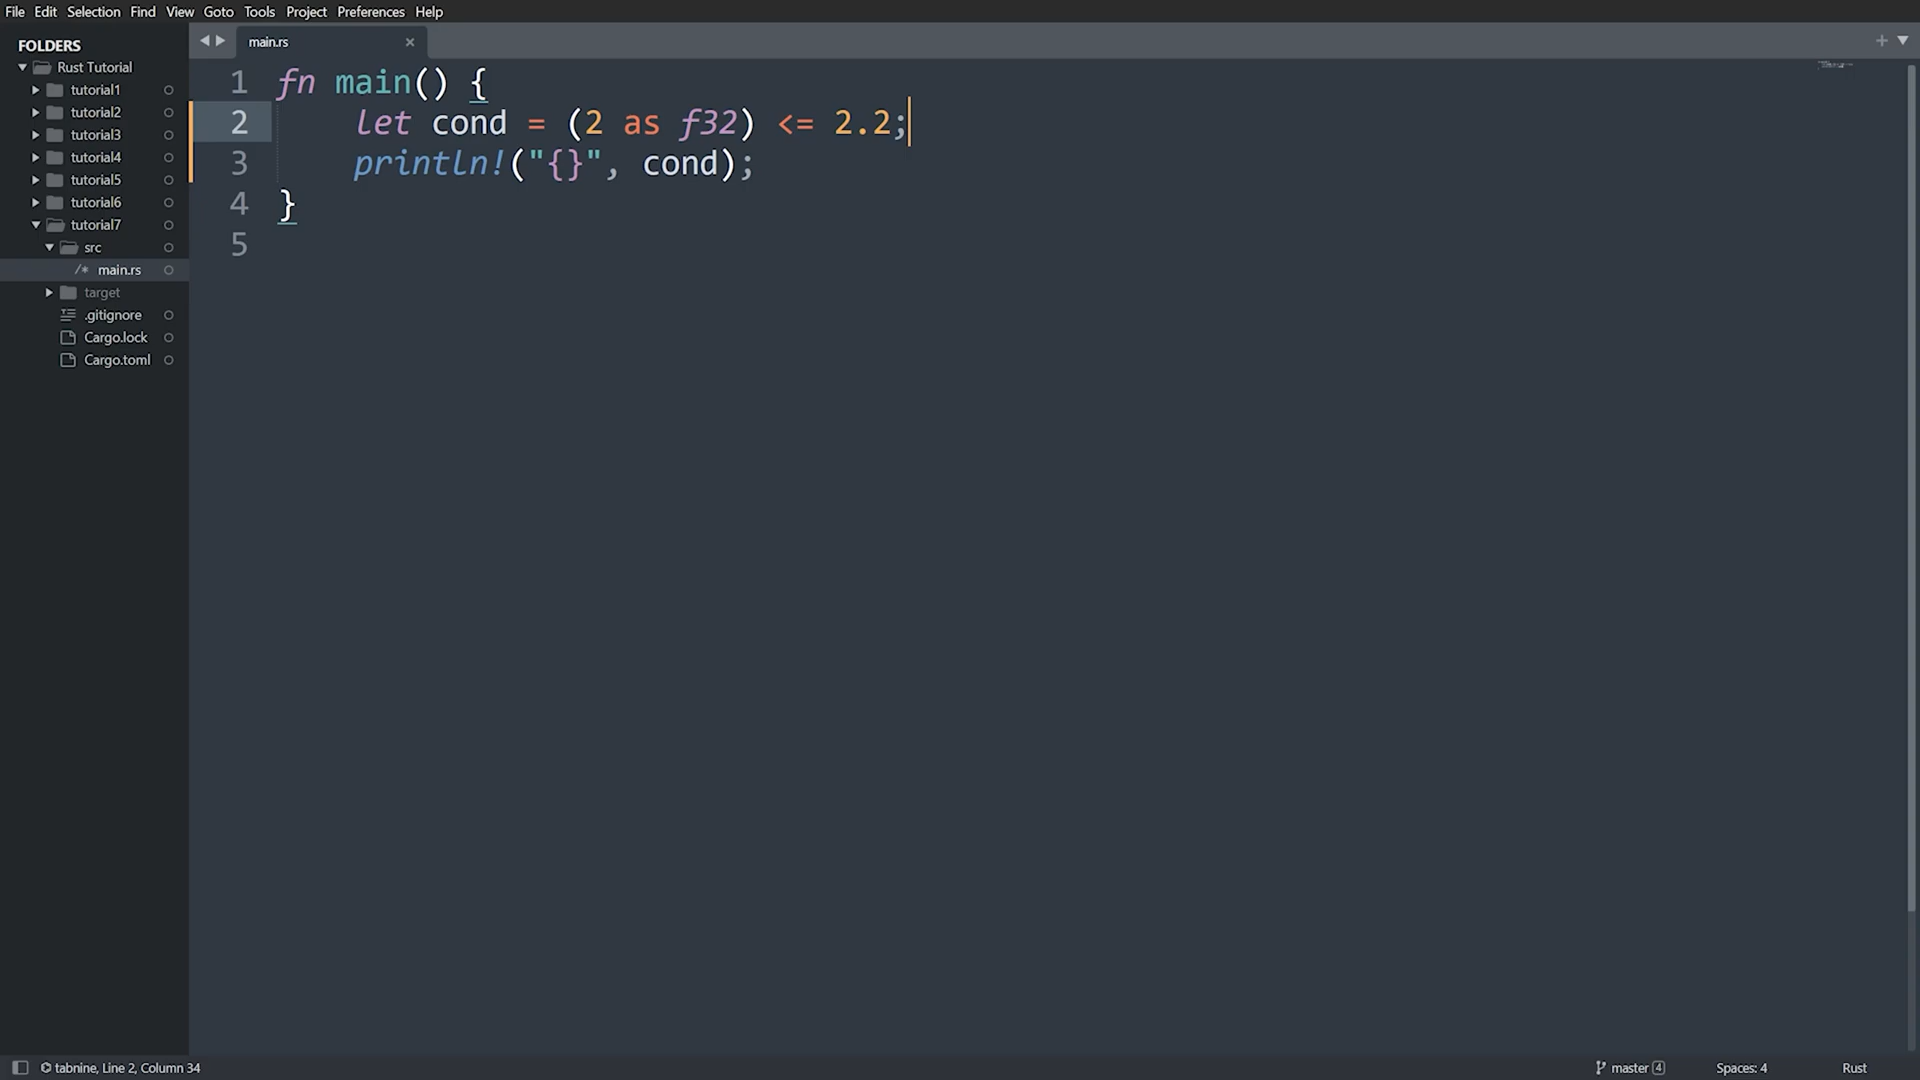 File Edit Selection Find View Goto Tools Project Preferences Help
FOLDERS
Rust Tutorial
tutorial1
tutorial2
tutorial3
tutorial4
tutorial5
tutorial6
tutorial7
src
/* main.rs
target
.gitignore
Cargo.lock
Cargo.toml
main.rs
1 fn main() {
2     let cond = (2 as f32) <= 2.2;
3     println!("{}", cond);
4 }
5
tabnine, Line 2, Column 34
master 4
Spaces: 4
Rust